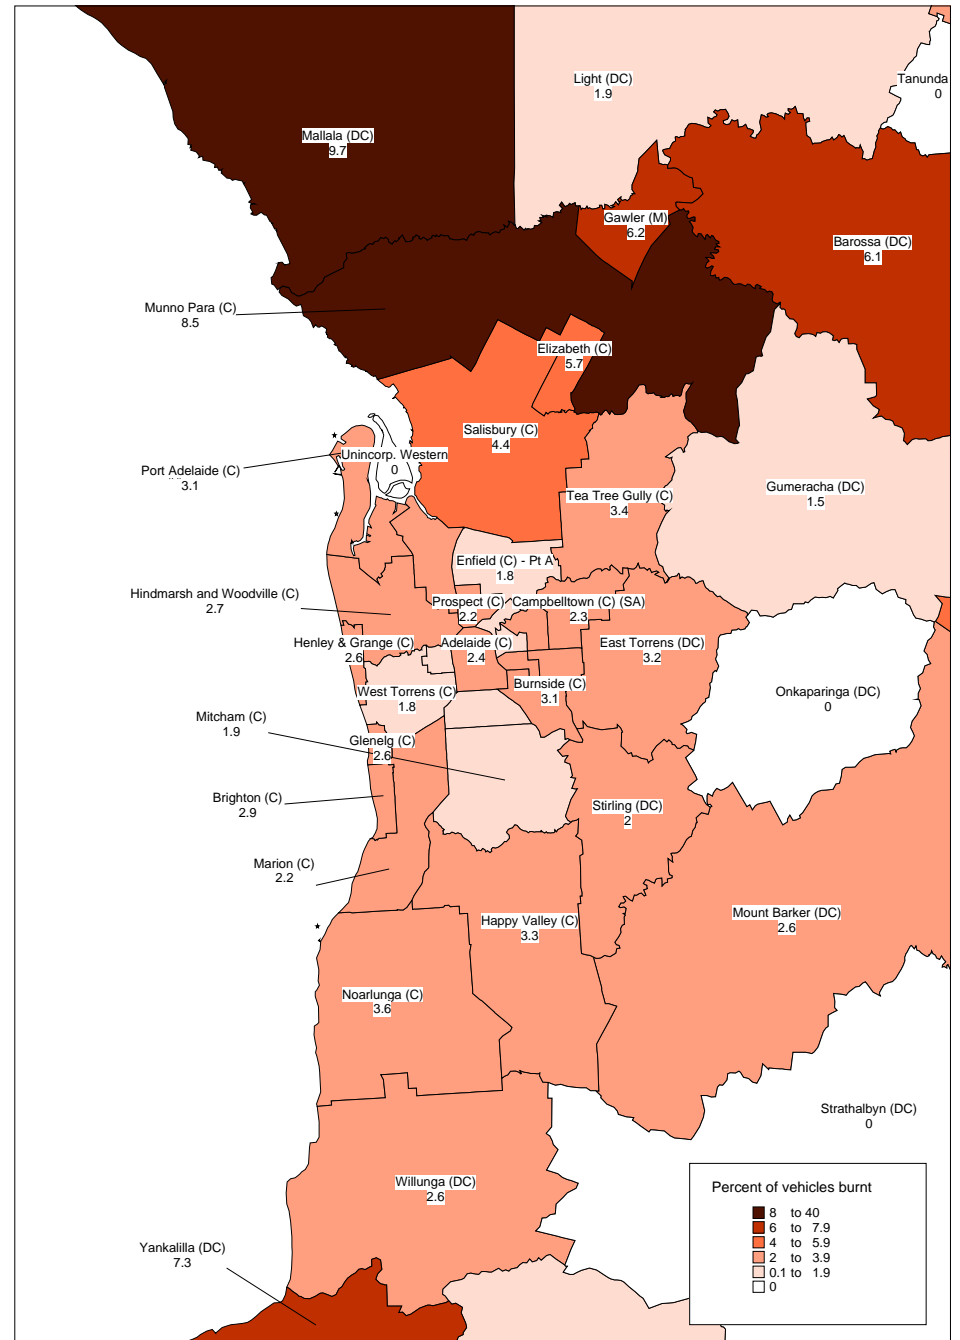 Light (DC)
1.9
Tanunda
0
Mallala (DC)
9.7
Gawler (M)
6.2
Barossa (DC)
6.1
Munno Para (C)
8.5
Elizabeth (C)
5.7
Salisbury (C)
4.4
Unincorp. Western
0
Port Adelaide (C)
3.1
Tea Tree Gully (C)
3.4
Gumeracha (DC)
1.5
Enfield (C) - Pt A
1.8
Hindmarsh and Woodville (C)
2.7
Prospect (C)
2.2
Campbelltown (C) (SA)
2.3
Henley & Grange (C)
2.6
Adelaide (C)
2.4
East Torrens (DC)
3.2
Burnside (C)
3.1
West Torrens (C)
1.8
Onkaparinga (DC)
0
Mitcham (C)
1.9
Glenelg (C)
2.6
Brighton (C)
2.9
Stirling (DC)
2
Marion (C)
2.2
Happy Valley (C)
3.3
Mount Barker (DC)
2.6
Noarlunga (C)
3.6
Strathalbyn (DC)
0
Willunga (DC)
2.6
Yankalilla (DC)
7.3
Percent of vehicles burnt
8 to 40
6 to 7.9
4 to 5.9
2 to 3.9
0.1 to 1.9
0